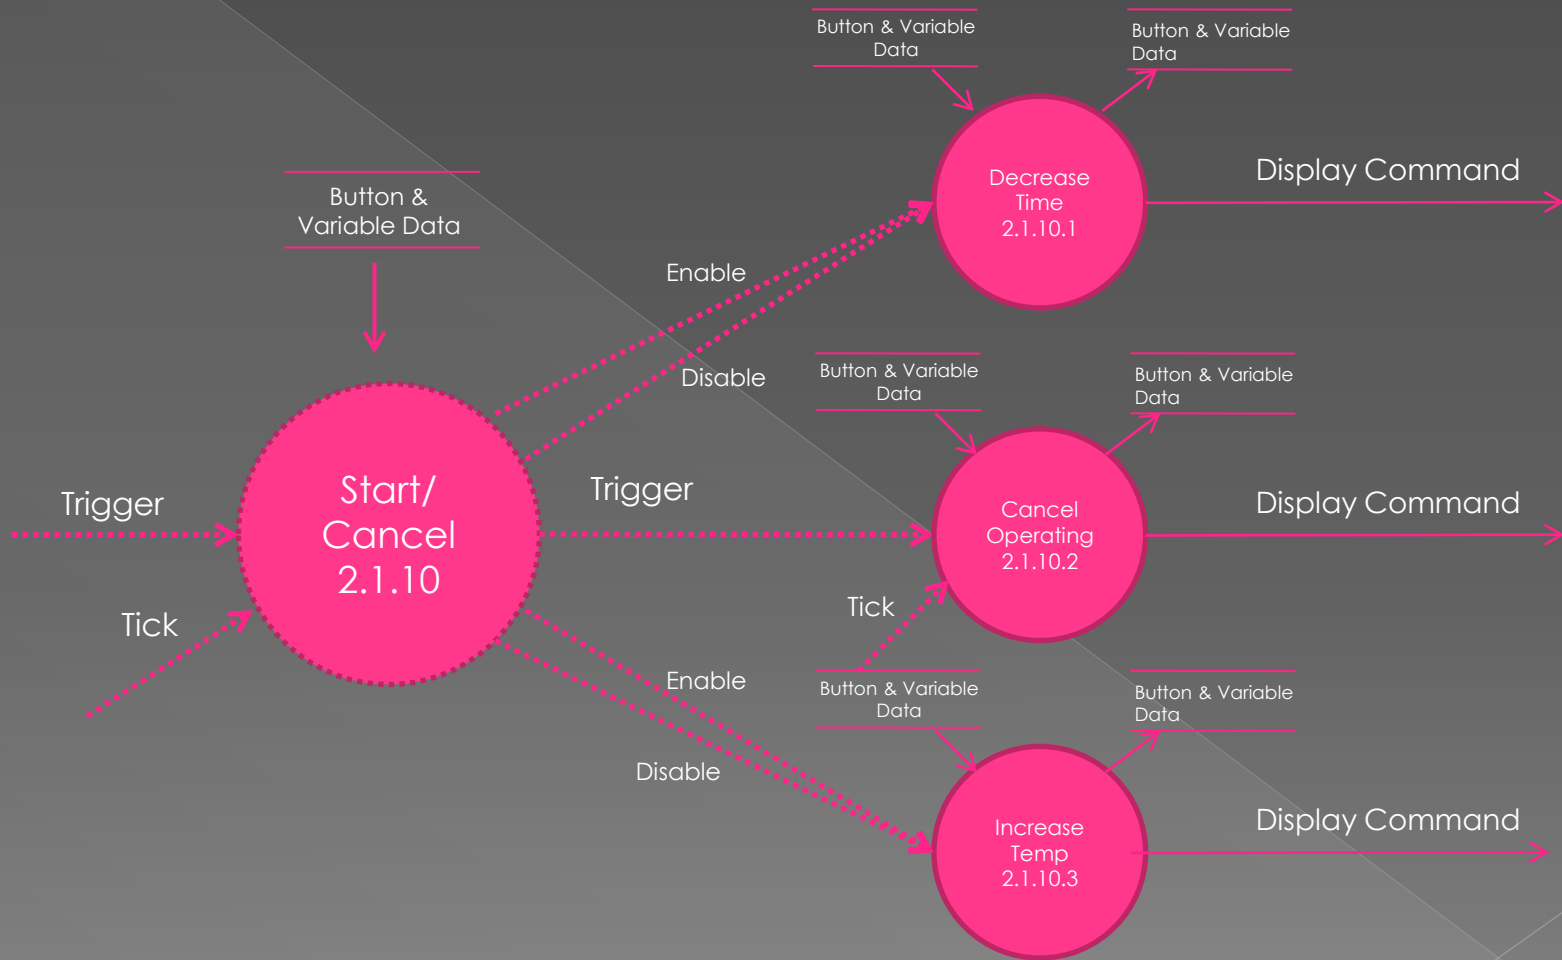 Button & Variable
Data
Button & Variable
Data
Decrease
Time
2.1.10.1
Display Command
Button &
Variable Data
Enable
Disable
Button & Variable
Data
Button & Variable
Data
Trigger
Start/
Cancel
2.1.10
Trigger
Cancel
Operating
2.1.10.2
Display Command
Tick
Tick
Enable
Disable
Button & Variable
Data
Button & Variable
Data
Increase
Temp
2.1.10.3
Display Command